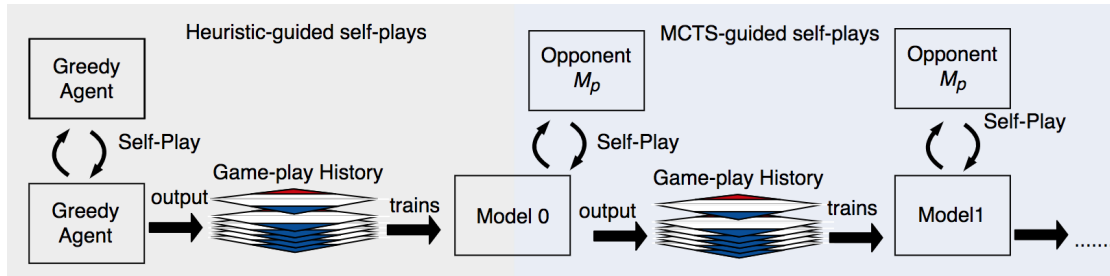 Heuristic-guided self-plays
MCTS-guided self-plays
Greedy
Agent
Self-Play
Greedy
Agent
output
Game-play History
trains
Opponent
Mp
Self-Play
Model 0
output
Game-play History
trains
Opponent
Mp
Self-Play
Model1
......